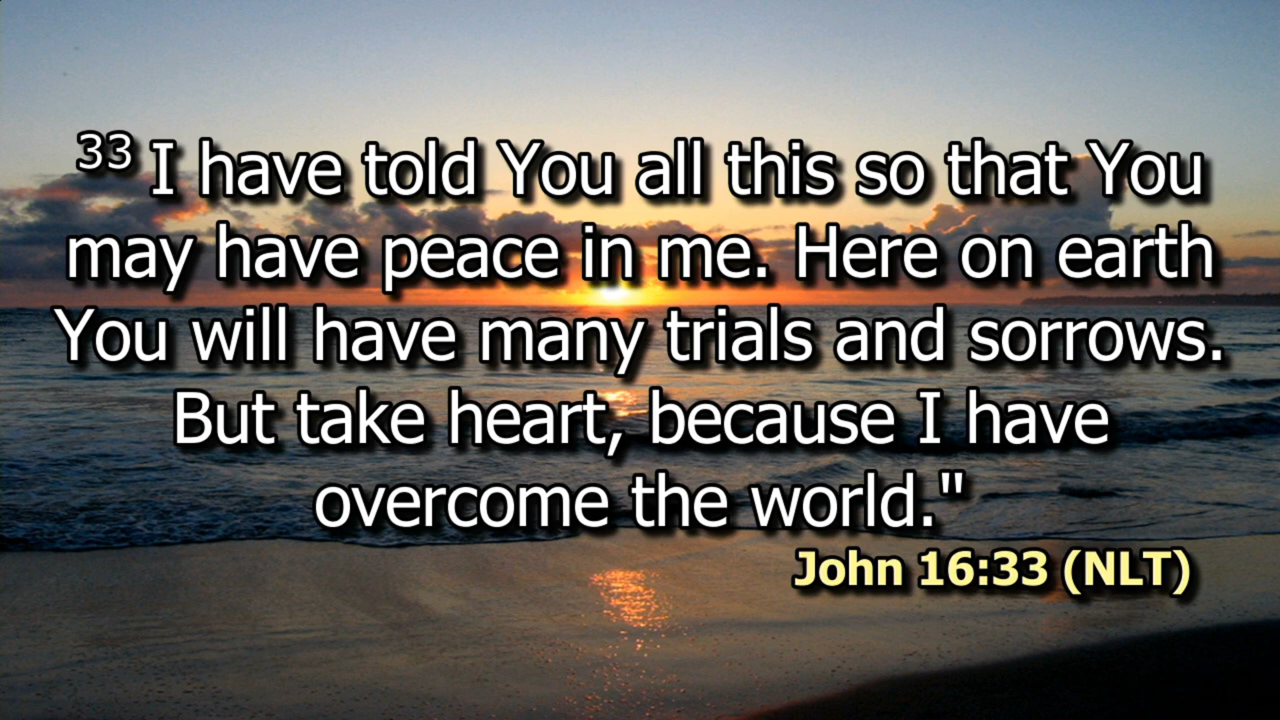 33 I have told You all this so that You
may have peace in me. Here on earth
You will have many trials and sorrows.
But take heart, because I have
overcome the world."
John 16:33 (NLT)